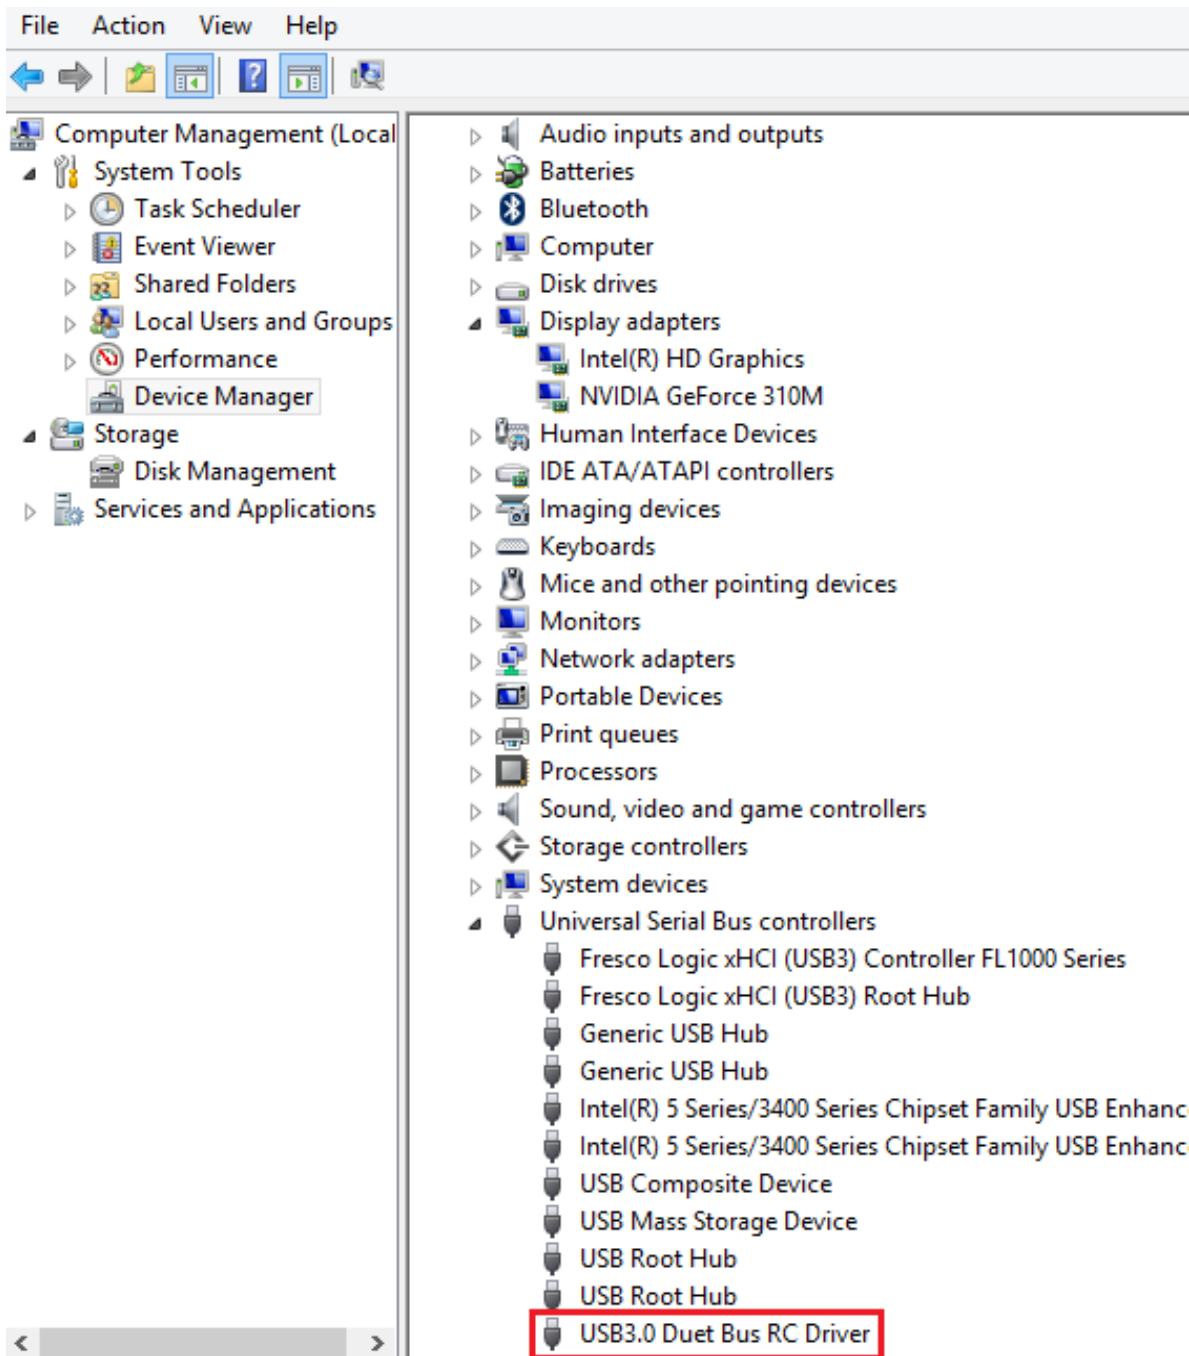 File Action View Help
Computer Management (Local
System Tools
Task Scheduler
Event Viewer
Shared Folders
Local Users and Groups
Performance
Device Manager
Storage
Disk Management
Services and Applications
Audio inputs and outputs
Batteries
Bluetooth
Computer
Disk drives
Display adapters
Intel(R) HD Graphics
NVIDIA GeForce 310M
Human Interface Devices
IDE ATA/ATAPI controllers
Imaging devices
Keyboards
Mice and other pointing devices
Monitors
Network adapters
Portable Devices
Print queues
Processors
Sound, video and game controllers
Storage controllers
System devices
Universal Serial Bus controllers
Fresco Logic xHCI (USB3) Controller FL1000 Series
Fresco Logic xHCI (USB3) Root Hub
Generic USB Hub
Generic USB Hub
Intel(R) 5 Series/3400 Series Chipset Family USB Enhanc
Intel(R) 5 Series/3400 Series Chipset Family USB Enhanc
USB Composite Device
USB Mass Storage Device
USB Root Hub
USB Root Hub
USB3.0 Duet Bus RC Driver